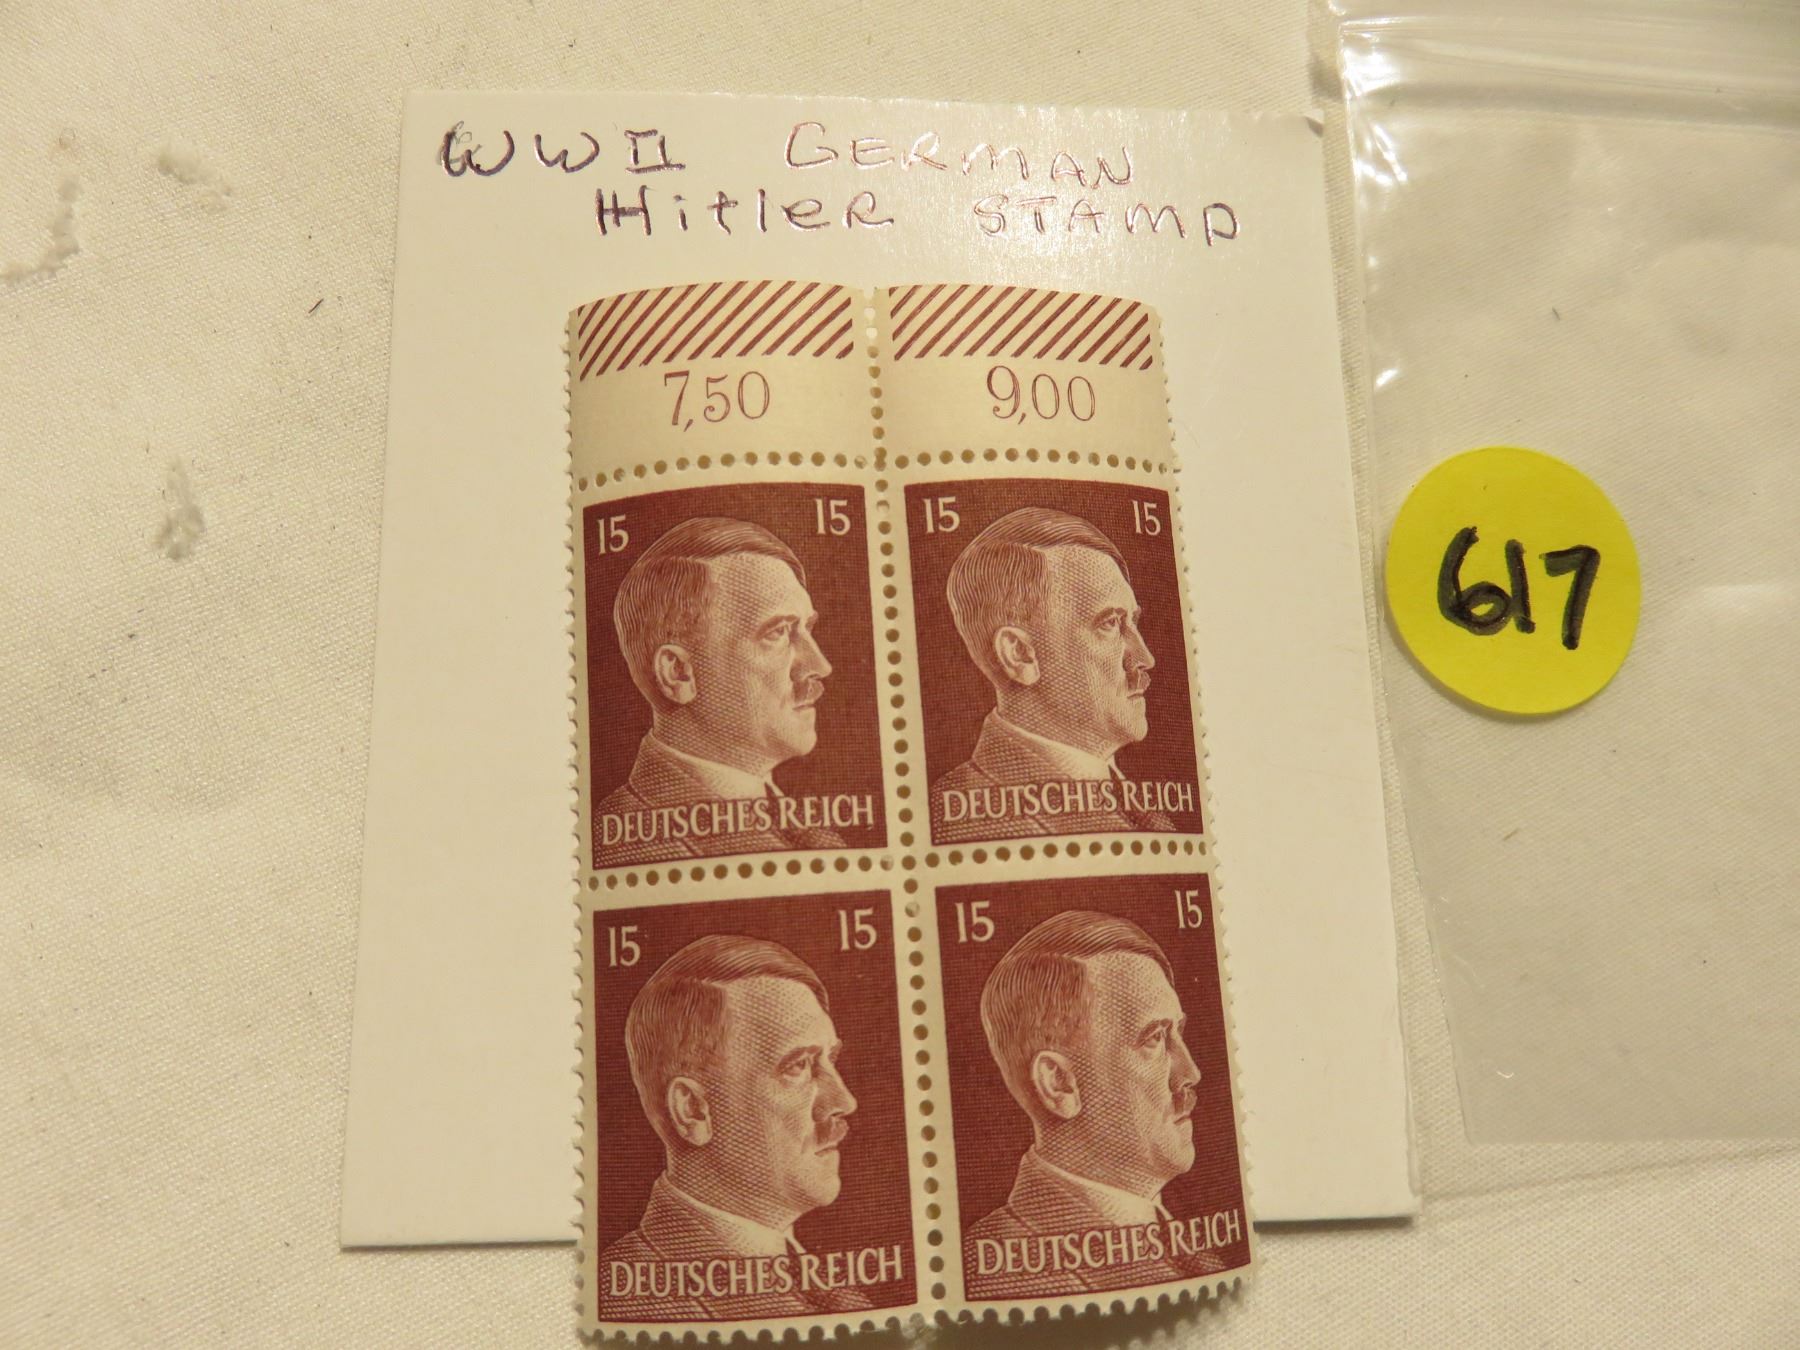 WWII GERMAN
Hitler STAMP
7,50 9,00
617
15 15 15 15
DEUTSCHES REICH DEUTSCHES REICH
15 15 15 15
DEUTSCHES REICH DEUTSCHES REICH